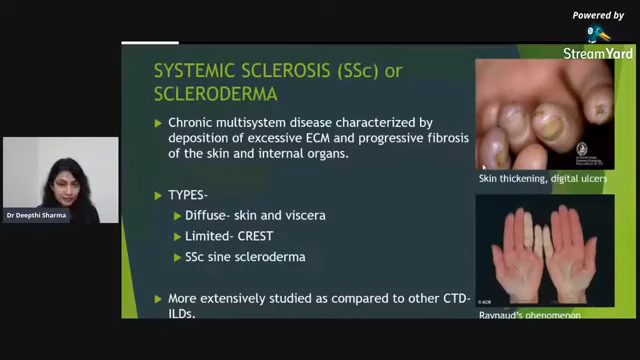 Powered by
StreamYard
SYSTEMIC SCLEROSIS (SSc) or
SCLERODERMA
Chronic multisystem disease characterized by
deposition of excessive ECM and progressive fibrosis
of the skin and internal organs.
TYPES-
Diffuse- skin and viscera
Limited- CREST
SSc sine scleroderma
More extensively studied as compared to other CTD-
ILDs.
Skin thickening, digital ulcers
© ACR
Raynaud's phenomenon
Dr Deepthi Sharma